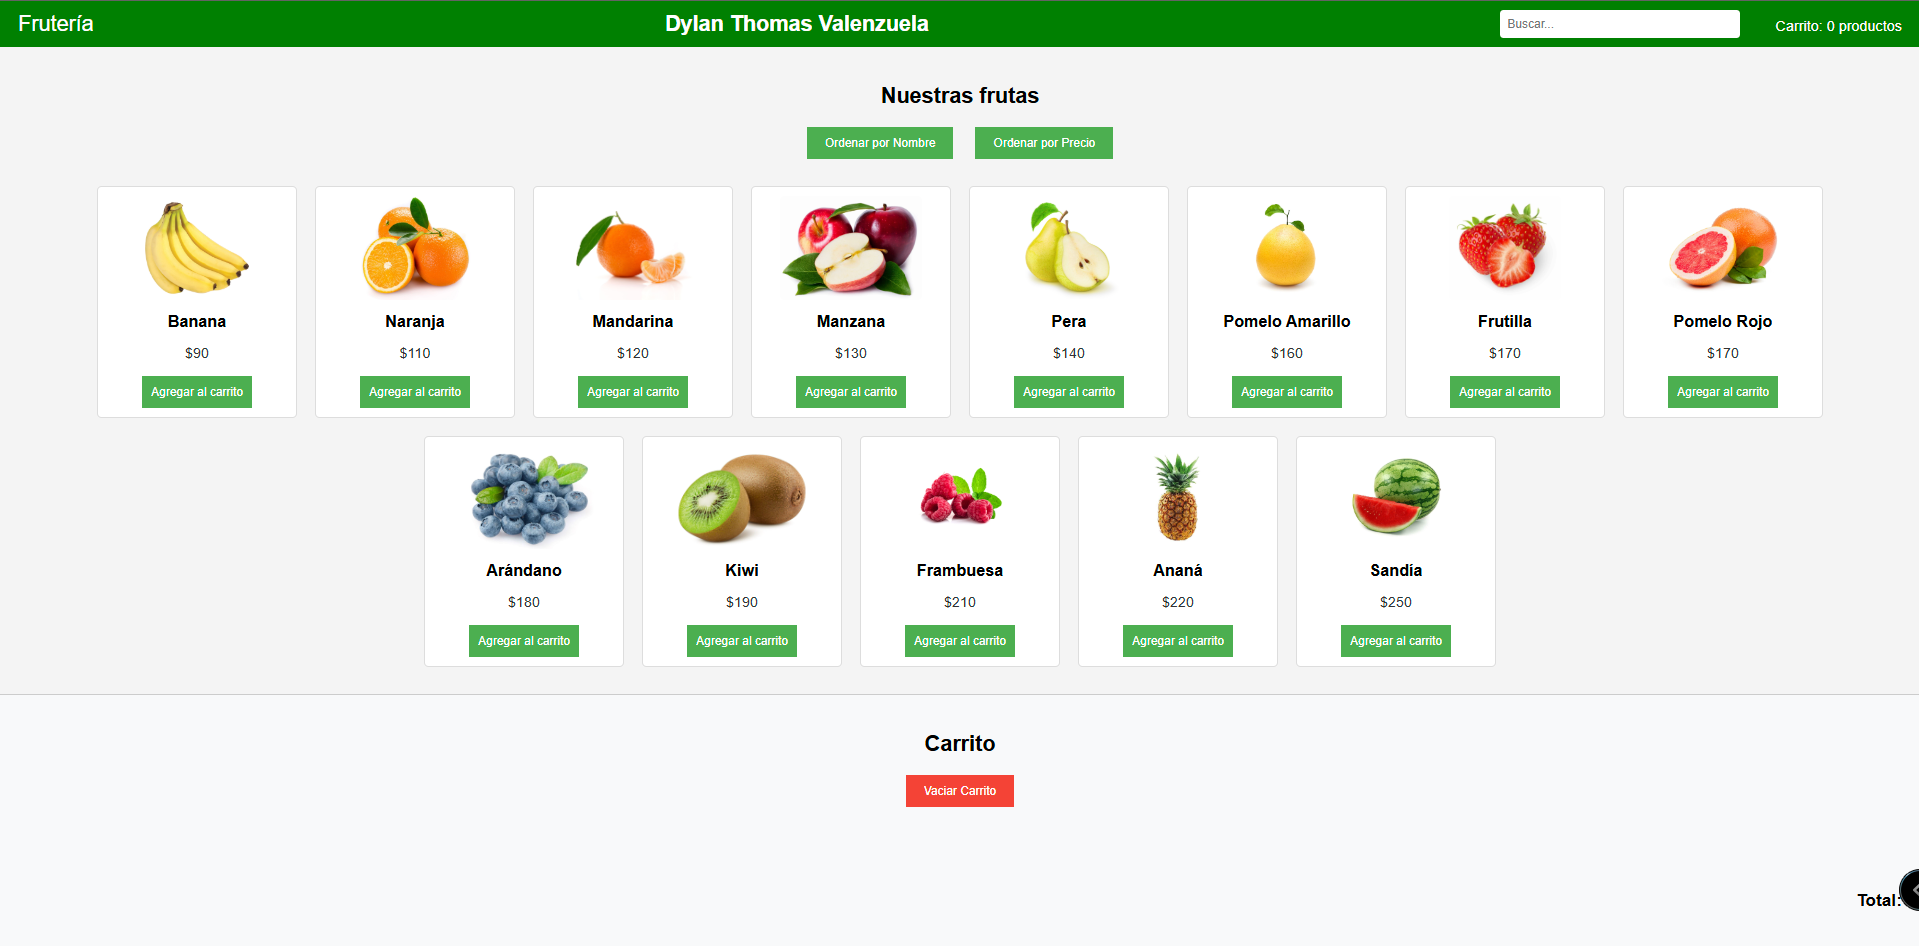 Frutería
Dylan Thomas Valenzuela
Buscar...
Carrito: 0 productos
Nuestras frutas
Ordenar por Nombre
Ordenar por Precio
Banana
$90
Agregar al carrito
Naranja
$110
Agregar al carrito
Mandarina
$120
Agregar al carrito
Manzana
$130
Agregar al carrito
Pera
$140
Agregar al carrito
Pomelo Amarillo
$160
Agregar al carrito
Frutilla
$170
Agregar al carrito
Pomelo Rojo
$170
Agregar al carrito
Arándano
$180
Agregar al carrito
Kiwi
$190
Agregar al carrito
Frambuesa
$210
Agregar al carrito
Ananá
$220
Agregar al carrito
Sandía
$250
Agregar al carrito
Carrito
Vaciar Carrito
Total: